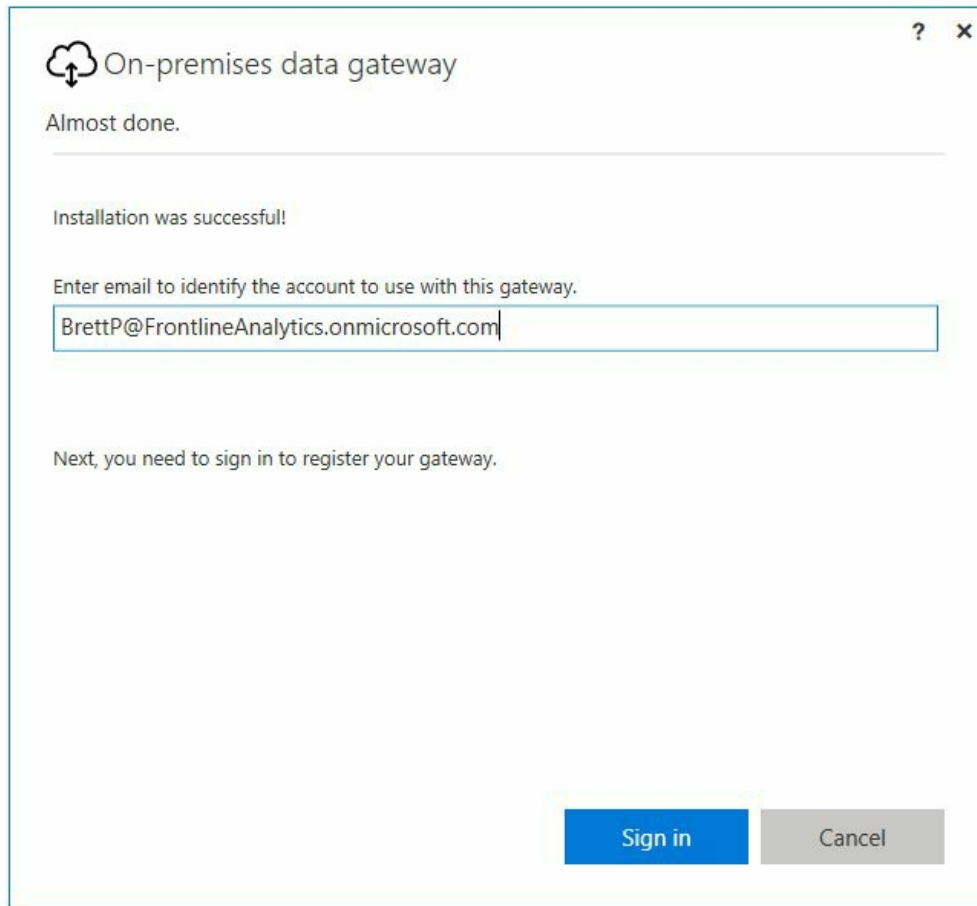 ? ×
On-premises data gateway
Almost done.
Installation was successful!
Enter email to identify the account to use with this gateway.
BrettP@FrontlineAnalytics.onmicrosoft.com
Next, you need to sign in to register your gateway.
Sign in Cancel